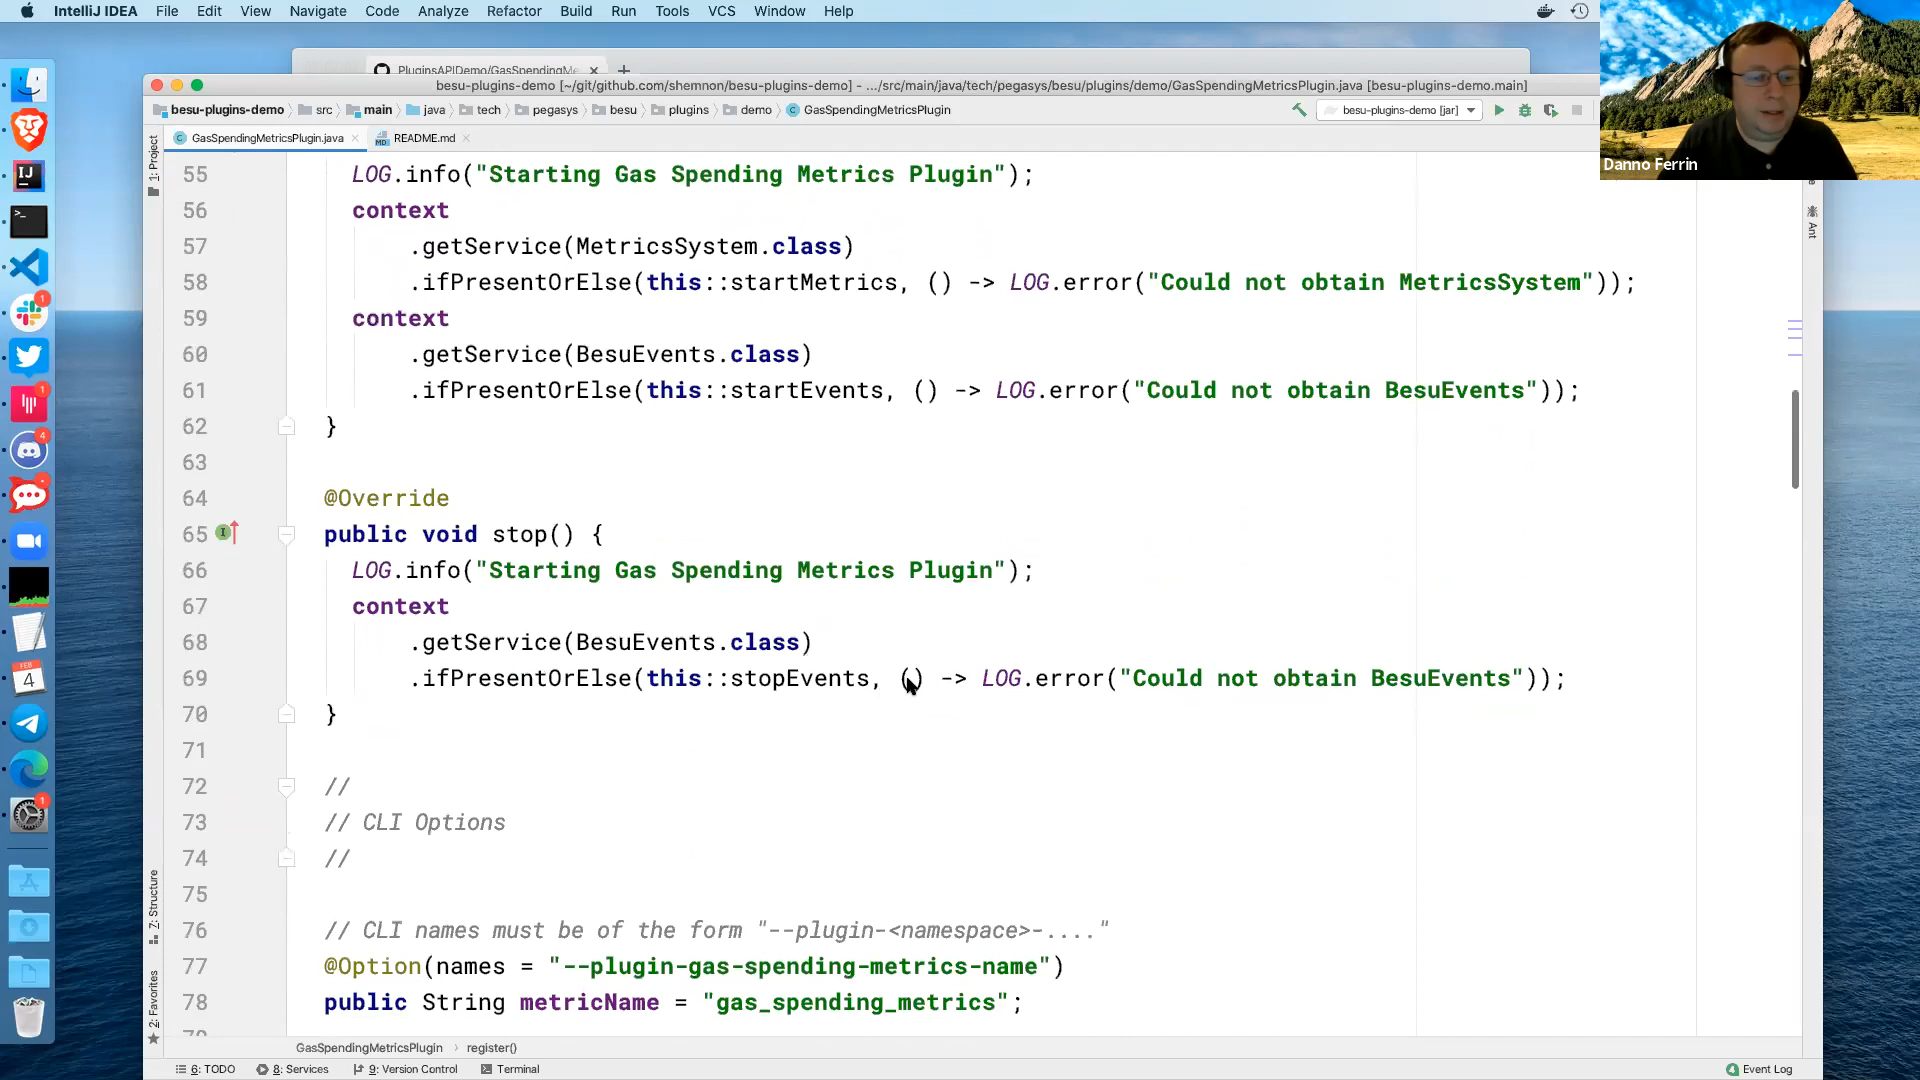 IntelliJ IDEA File Edit View Navigate Code Analyze Refactor Build Run Tools VCS Window Help
PluginsAPIDemo/GasSpendingMe
besu-plugins-demo [~/git/github.com/shemnon/besu-plugins-demo] - .../src/main/java/tech/pegasys/besu/plugins/demo/GasSpendingMetricsPlugin.java [besu-plugins-demo.main]
besu-plugins-demo src main java tech pegasys besu plugins demo GasSpendingMetricsPlugin besu-plugins-demo [jar]
Danno Ferrin
GasSpendingMetricsPlugin.java README.md
1: Project
Ant
55 LOG.info("Starting Gas Spending Metrics Plugin");
56 context
57 .getService(MetricsSystem.class)
58 .ifPresentOrElse(this::startMetrics, () -> LOG.error("Could not obtain MetricsSystem"));
59 context
60 .getService(BesuEvents.class)
61 .ifPresentOrElse(this::startEvents, () -> LOG.error("Could not obtain BesuEvents"));
62 }
63
64 @Override
65 public void stop() {
66 LOG.info("Starting Gas Spending Metrics Plugin");
67 context
68 .getService(BesuEvents.class)
69 .ifPresentOrElse(this::stopEvents, () -> LOG.error("Could not obtain BesuEvents"));
70 }
71
72 //
73 // CLI Options
74 //
75
76 // CLI names must be of the form "--plugin-<namespace>-...."
77 @Option(names = "--plugin-gas-spending-metrics-name")
78 public String metricName = "gas_spending_metrics";
7: Structure
2: Favorites
GasSpendingMetricsPlugin › register()
6: TODO 8: Services 9: Version Control Terminal 4 Event Log
IJ
1
1
4
FEB
4
1